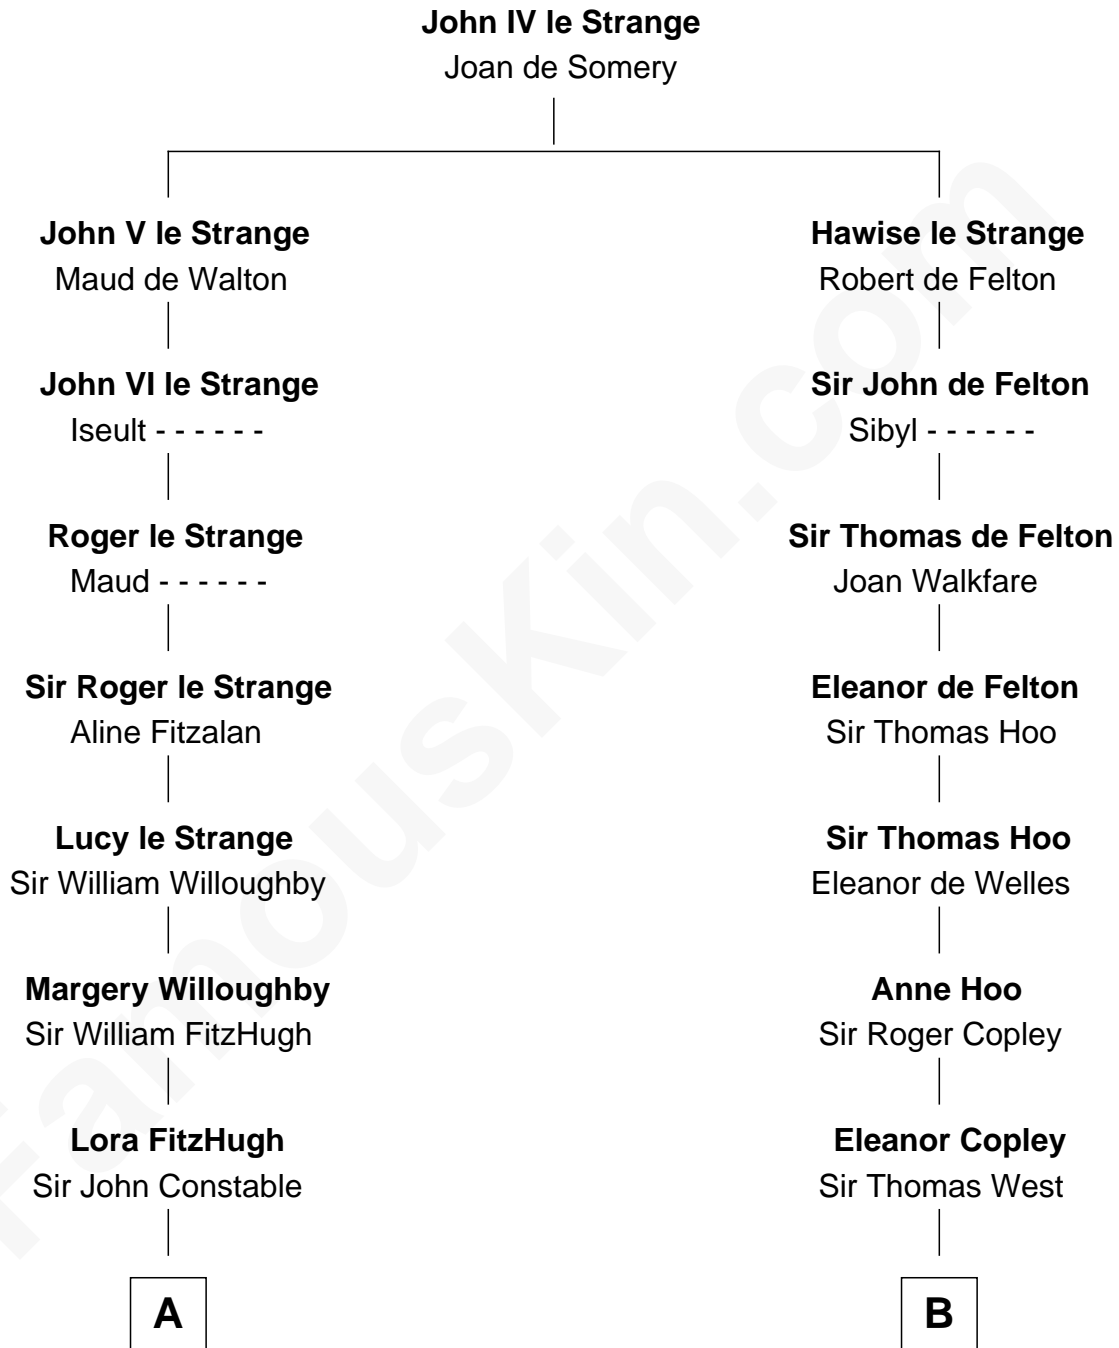 John IV le Strange
Joan de Somery
John V le Strange
Maud de Walton
Hawise le Strange
Robert de Felton
John VI le Strange
Iseult - - - - - -
Sir John de Felton
Sibyl - - - - - -
Roger le Strange
Maud - - - - - -
Sir Thomas de Felton
Joan Walkfare
Sir Roger le Strange
Aline Fitzalan
Eleanor de Felton
Sir Thomas Hoo
Lucy le Strange
Sir William Willoughby
Sir Thomas Hoo
Eleanor de Welles
Margery Willoughby
Sir William FitzHugh
Anne Hoo
Sir Roger Copley
Lora FitzHugh
Sir John Constable
Eleanor Copley
Sir Thomas West
A
B
FamousKin.com